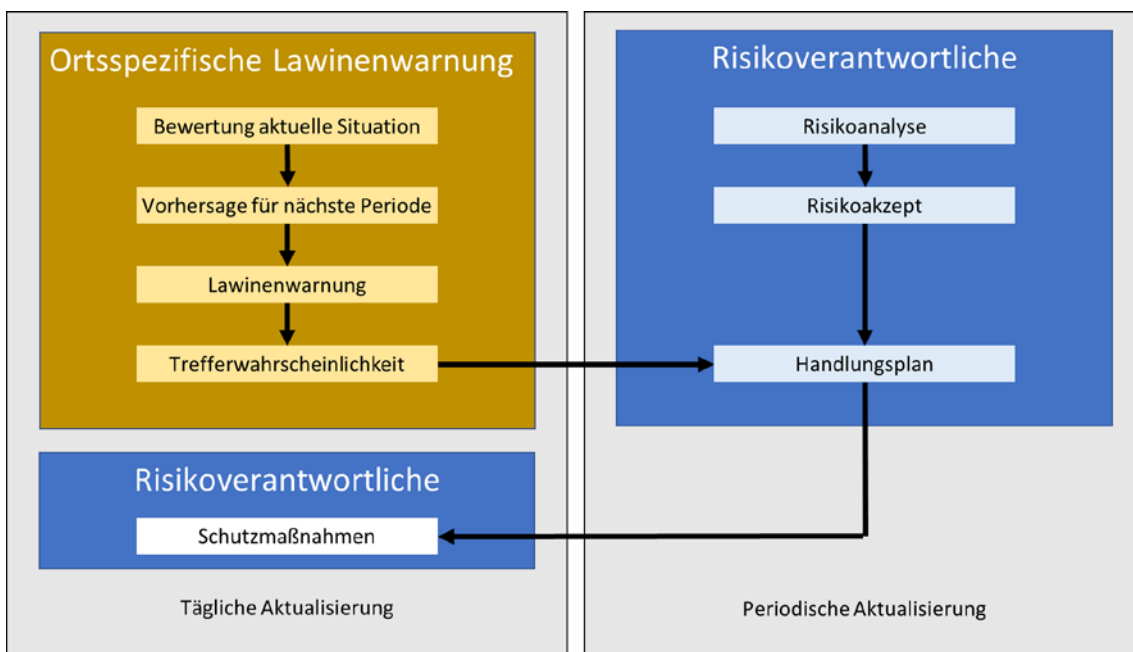 Ortsspezifische Lawinenwarnung
Bewertung aktuelle Situation
Vorhersage für nächste Periode
Lawinenwarnung
Trefferwahrscheinlichkeit
Risikoverantwortliche
Schutzmaßnahmen
Tägliche Aktualisierung
Risikoverantwortliche
Risikoanalyse
Risikoakzept
Handlungsplan
Periodische Aktualisierung